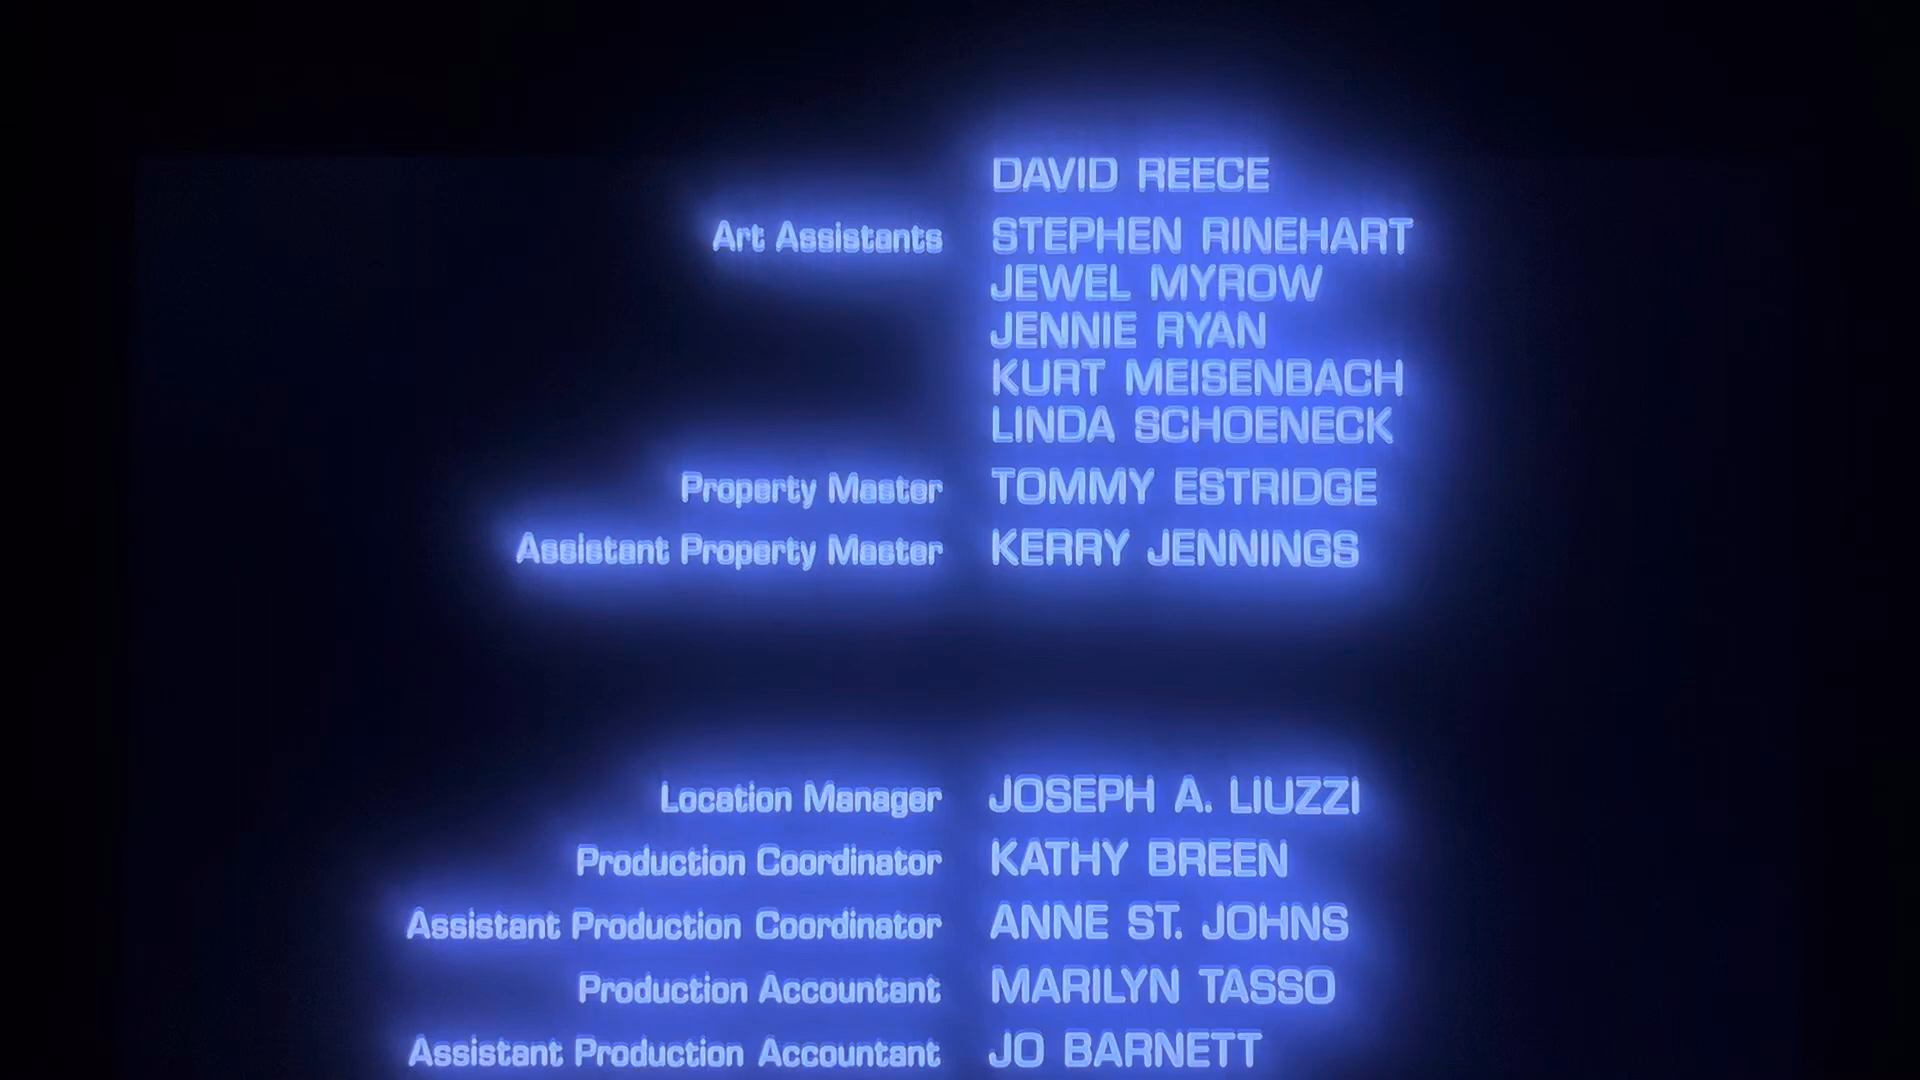 DAVID REECE
Art Assistants STEPHEN RINEHART
JEWEL MYROW
JENNIE RYAN
KURT MEISENBACH
LINDA SCHOENECK
Property Master TOMMY ESTRIDGE
Assistant Property Master KERRY JENNINGS
Location Manager JOSEPH A. LIUZZI
Production Coordinator KATHY BREEN
Assistant Production Coordinator ANNE ST. JOHNS
Production Accountant MARILYN TASSO
Assistant Production Accountant JO BARNETT